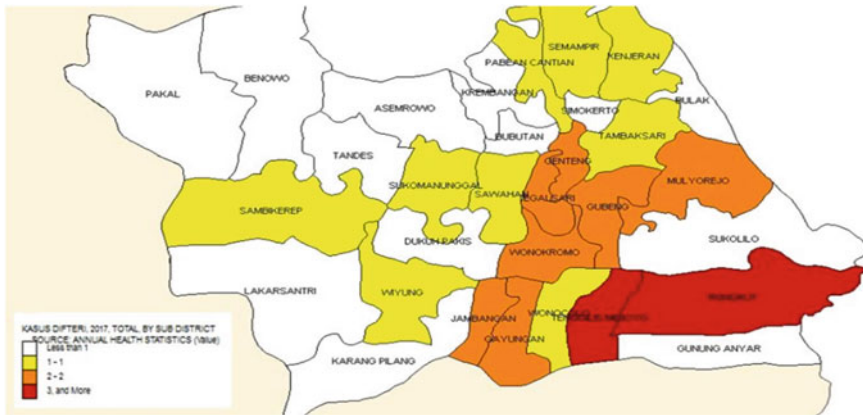 SEMAMPIR
KENJERAN
PABEAN CANTIAN
BENOWO
PAKAL
KREMBANGAN
BULAK
ASEMROWO
SIMOKERTO
BUBUTAN
TAMBAKSARI
TANDES
GENTENG
MULYOREJO
SUKOMANUNGGAL
SAWAHAN
TEGALSARI
GUBENG
SAMBIKEREP
DUKUH PAKIS
SUKOLILO
WONOKROMO
LAKARSANTRI
WIYUNG
WONOCOLO
JAMBANGAN
GAYUNGAN
KARANG PILANG
GUNUNG ANYAR
KASUS DIFTERI, 2017, TOTAL, BY SUB DISTRICT
SOURCE: ANNUAL HEALTH STATISTICS (Value)
Less than 1
1 - 1
2 - 2
3, and More